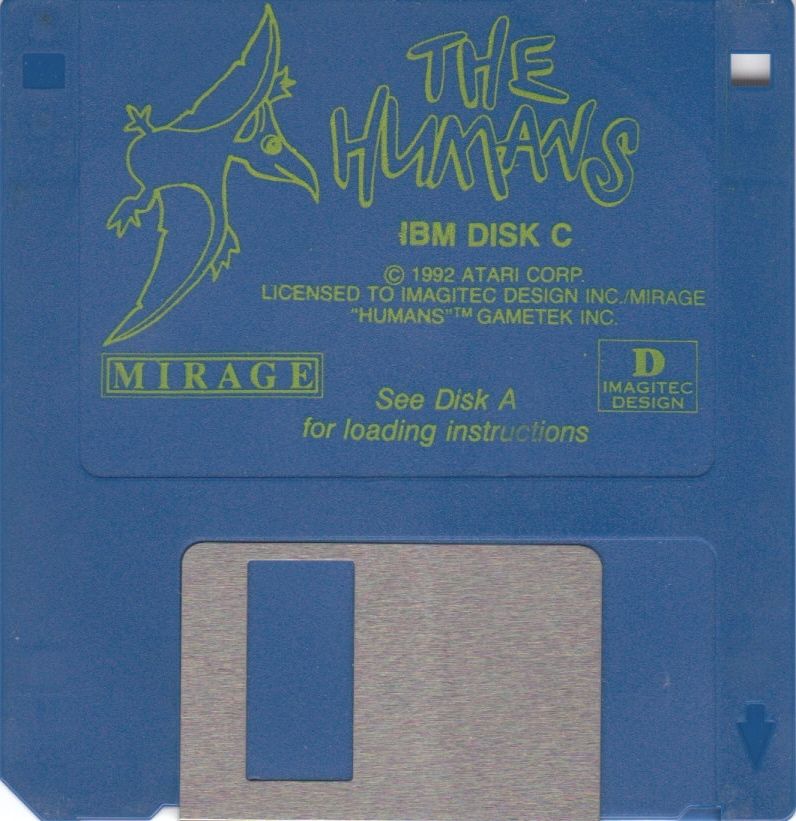 THE
HUMANS
IBM DISK C
© 1992 ATARI CORP.
LICENSED TO IMAGITEC DESIGN INC./MIRAGE
"HUMANS"™ GAMETEK INC.
MIRAGE
D
IMAGITEC
DESIGN
See Disk A
for loading instructions